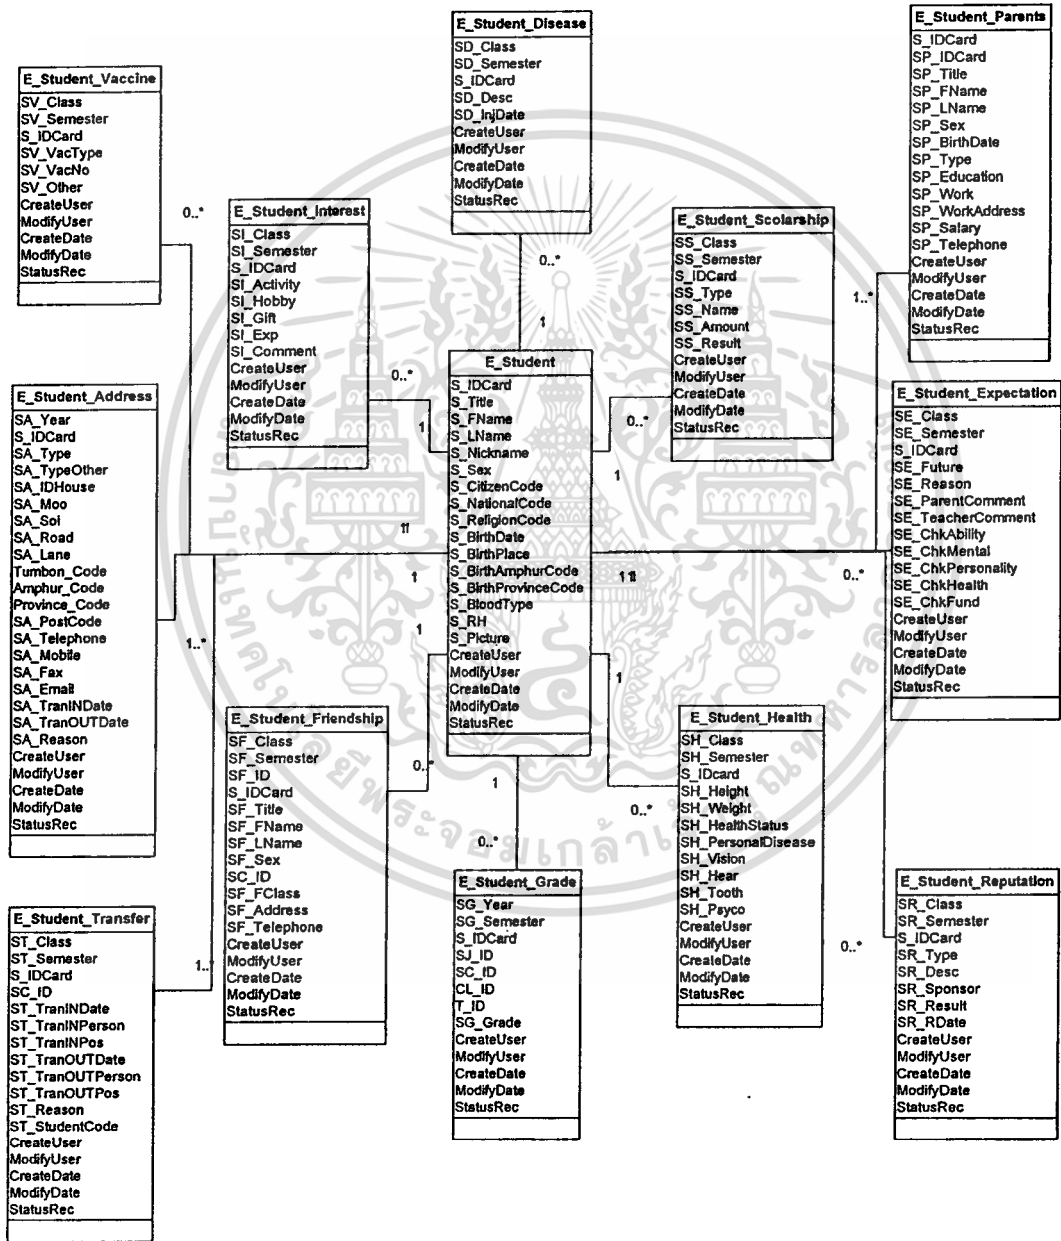 E_Student_Disease
SD_Class
SD_Semester
S_IDCard
SD_Desc
SD_InjDate
CreateUser
ModifyUser
CreateDate
ModifyDate
StatusRec
E_Student_Parents
S_IDCard
SP_IDCard
SP_Title
SP_FName
SP_LName
SP_Sex
SP_BirthDate
SP_Type
SP_Education
SP_Work
SP_WorkAddress
SP_Salary
SP_Telephone
CreateUser
ModifyUser
CreateDate
ModifyDate
StatusRec
E_Student_Vaccine
SV_Class
SV_Semester
S_IDCard
SV_VacType
SV_VacNo
SV_Other
CreateUser
ModifyUser
CreateDate
ModifyDate
StatusRec
0..*
E_Student_Interest
SI_Class
SI_Semester
S_IDCard
SI_Activity
SI_Hobby
SI_Gift
SI_Exp
SI_Comment
CreateUser
ModifyUser
CreateDate
ModifyDate
StatusRec
0..*
1
0..*
1
E_Student_Scolarship
SS_Class
SS_Semester
S_IDCard
SS_Type
SS_Name
SS_Amount
SS_Result
CreateUser
ModifyUser
CreateDate
ModifyDate
StatusRec
0..*
1
1..*
E_Student
S_IDCard
S_Title
S_FName
S_LName
S_Nickname
S_Sex
S_CitizenCode
S_NationalCode
S_ReligionCode
S_BirthDate
S_BirthPlace
S_BirthAmphurCode
S_BirthProvinceCode
S_BloodType
S_RH
S_Picture
CreateUser
ModifyUser
CreateDate
ModifyDate
StatusRec
E_Student_Address
SA_Year
S_IDCard
SA_Type
SA_TypeOther
SA_IDHouse
SA_Moo
SA_Soi
SA_Road
SA_Lane
Tumbon_Code
Amphur_Code
Province_Code
SA_PostCode
SA_Telephone
SA_Mobile
SA_Fax
SA_Email
SA_TranINDate
SA_TranOUTDate
SA_Reason
CreateUser
ModifyUser
CreateDate
ModifyDate
StatusRec
11
1
1
1..*
E_Student_Expectation
SE_Class
SE_Semester
S_IDCard
SE_Future
SE_Reason
SE_ParentComment
SE_TeacherComment
SE_ChkAbility
SE_ChkMental
SE_ChkPersonality
SE_ChkHealth
SE_ChkFund
CreateUser
ModifyUser
CreateDate
ModifyDate
StatusRec
0..*
1
E_Student_Friendship
SF_Class
SF_Semester
SF_ID
S_IDCard
SF_Title
SF_FName
SF_LName
SF_Sex
SC_ID
SF_FClass
SF_Address
SF_Telephone
CreateUser
ModifyUser
CreateDate
ModifyDate
StatusRec
0..*
1
0..*
E_Student_Health
SH_Class
SH_Semester
S_IDcard
SH_Height
SH_Weight
SH_HealthStatus
SH_PersonalDisease
SH_Vision
SH_Hear
SH_Tooth
SH_Psyco
CreateUser
ModifyUser
CreateDate
ModifyDate
StatusRec
0..*
0..*
E_Student_Grade
SG_Year
SG_Semester
S_IDCard
SJ_ID
SC_ID
CL_ID
T_ID
SG_Grade
CreateUser
ModifyUser
CreateDate
ModifyDate
StatusRec
E_Student_Reputation
SR_Class
SR_Semester
S_IDCard
SR_Type
SR_Desc
SR_Sponsor
SR_Result
SR_RDate
CreateUser
ModifyUser
CreateDate
ModifyDate
StatusRec
E_Student_Transfer
ST_Class
ST_Semester
S_IDCard
SC_ID
ST_TranINDate
ST_TranINPerson
ST_TranINPos
ST_TranOUTDate
ST_TranOUTPerson
ST_TranOUTPos
ST_Reason
ST_StudentCode
CreateUser
ModifyUser
CreateDate
ModifyDate
StatusRec